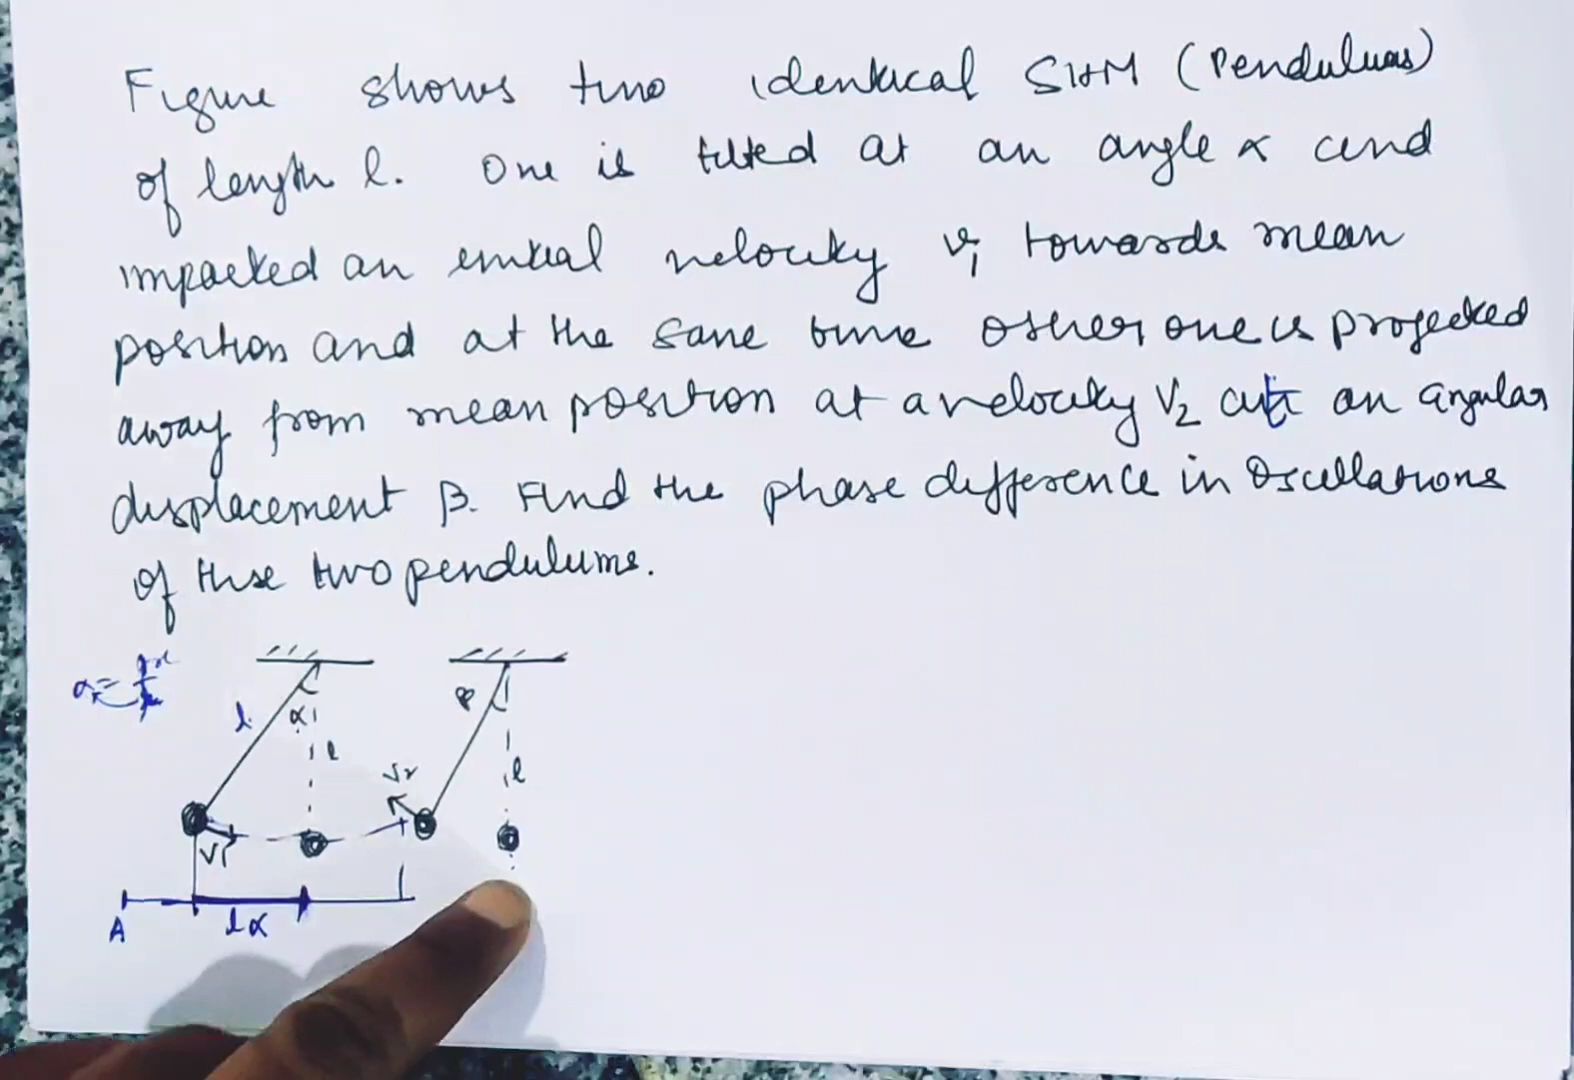 Figure shows two identical SHM (Pendulums)
of length l. One is tilted at an angle α and
imparted an initial velocity v₁ towards mean
position and at the same time other one is projected
away from mean position at a velocity V₂ at an angular
displacement β. Find the phase difference in Oscillations
of thse two pendulums.
l α l
β l
V₁
A lα